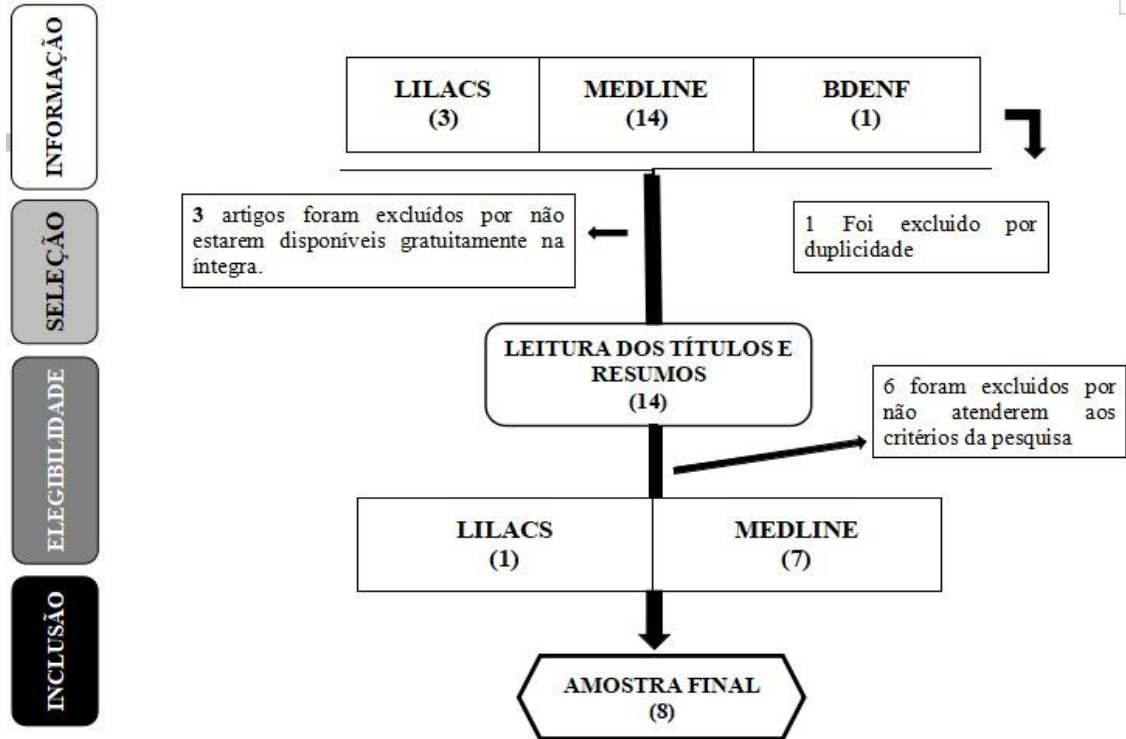 INFORMAÇÃO
SELEÇÃO
ELEGIBILIDADE
INCLUSÃO
LILACS
(3)
MEDLINE
(14)
BDENF
(1)
3 artigos foram excluídos por não
estarem disponíveis gratuitamente na
íntegra.
1 Foi excluido por
duplicidade
LEITURA DOS TÍTULOS E
RESUMOS
(14)
6 foram excluidos por
não atenderem aos
critérios da pesquisa
LILACS
(1)
MEDLINE
(7)
AMOSTRA FINAL
(8)